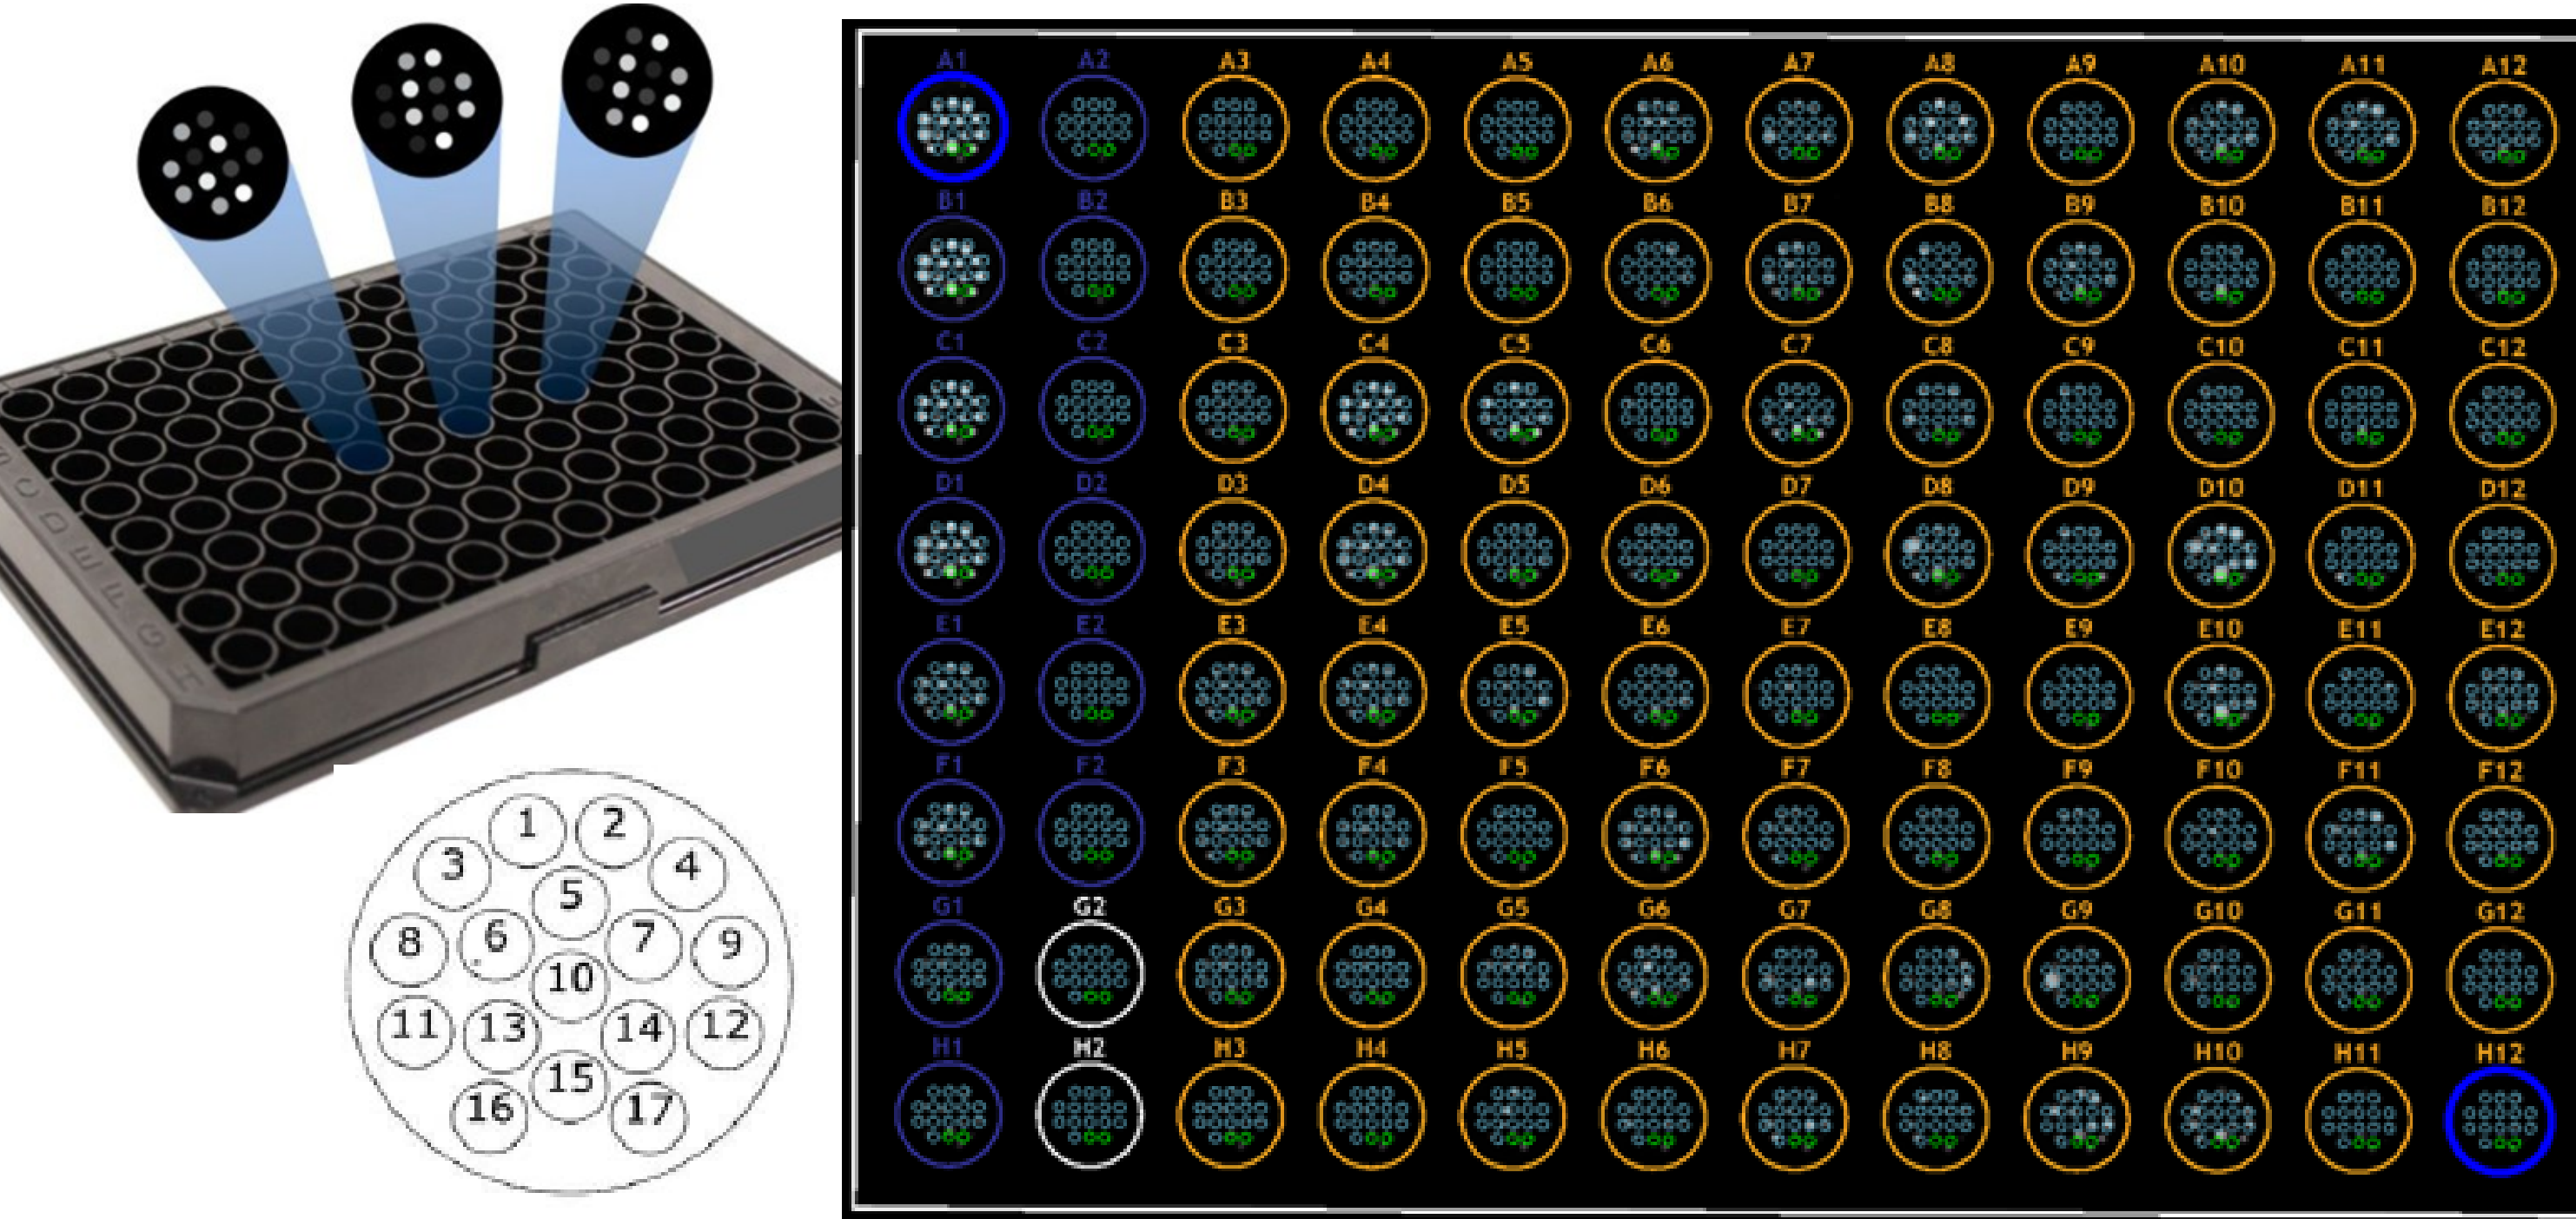 A1 A2 A3 A4 A5 A6 A7 A8 A9 A10 A11 A12
B1 B2 B3 B4 B5 B6 B7 B8 B9 B10 B11 B12
C1 C2 C3 C4 C5 C6 C7 C8 C9 C10 C11 C12
D1 D2 D3 D4 D5 D6 D7 D8 D9 D10 D11 D12
E1 E2 E3 E4 E5 E6 E7 E8 E9 E10 E11 E12
F1 F2 F3 F4 F5 F6 F7 F8 F9 F10 F11 F12
G1 G2 G3 G4 G5 G6 G7 G8 G9 G10 G11 G12
H1 H2 H3 H4 H5 H6 H7 H8 H9 H10 H11 H12
C
D
E
F
G
H
1 2
3 4
5
8 6 7 9
10
11 13 14 12
15
16 17